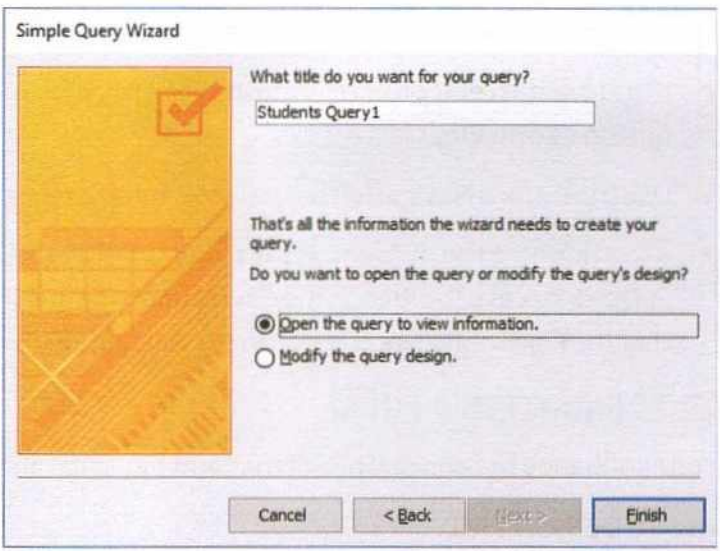 Simple Query Wizard
What title do you want for your query?
Students Query1
That's all the information the wizard needs to create your
query.
Do you want to open the query or modify the query's design?
Open the query to view information.
Modify the query design.
Cancel
< Back
Next >
Finish